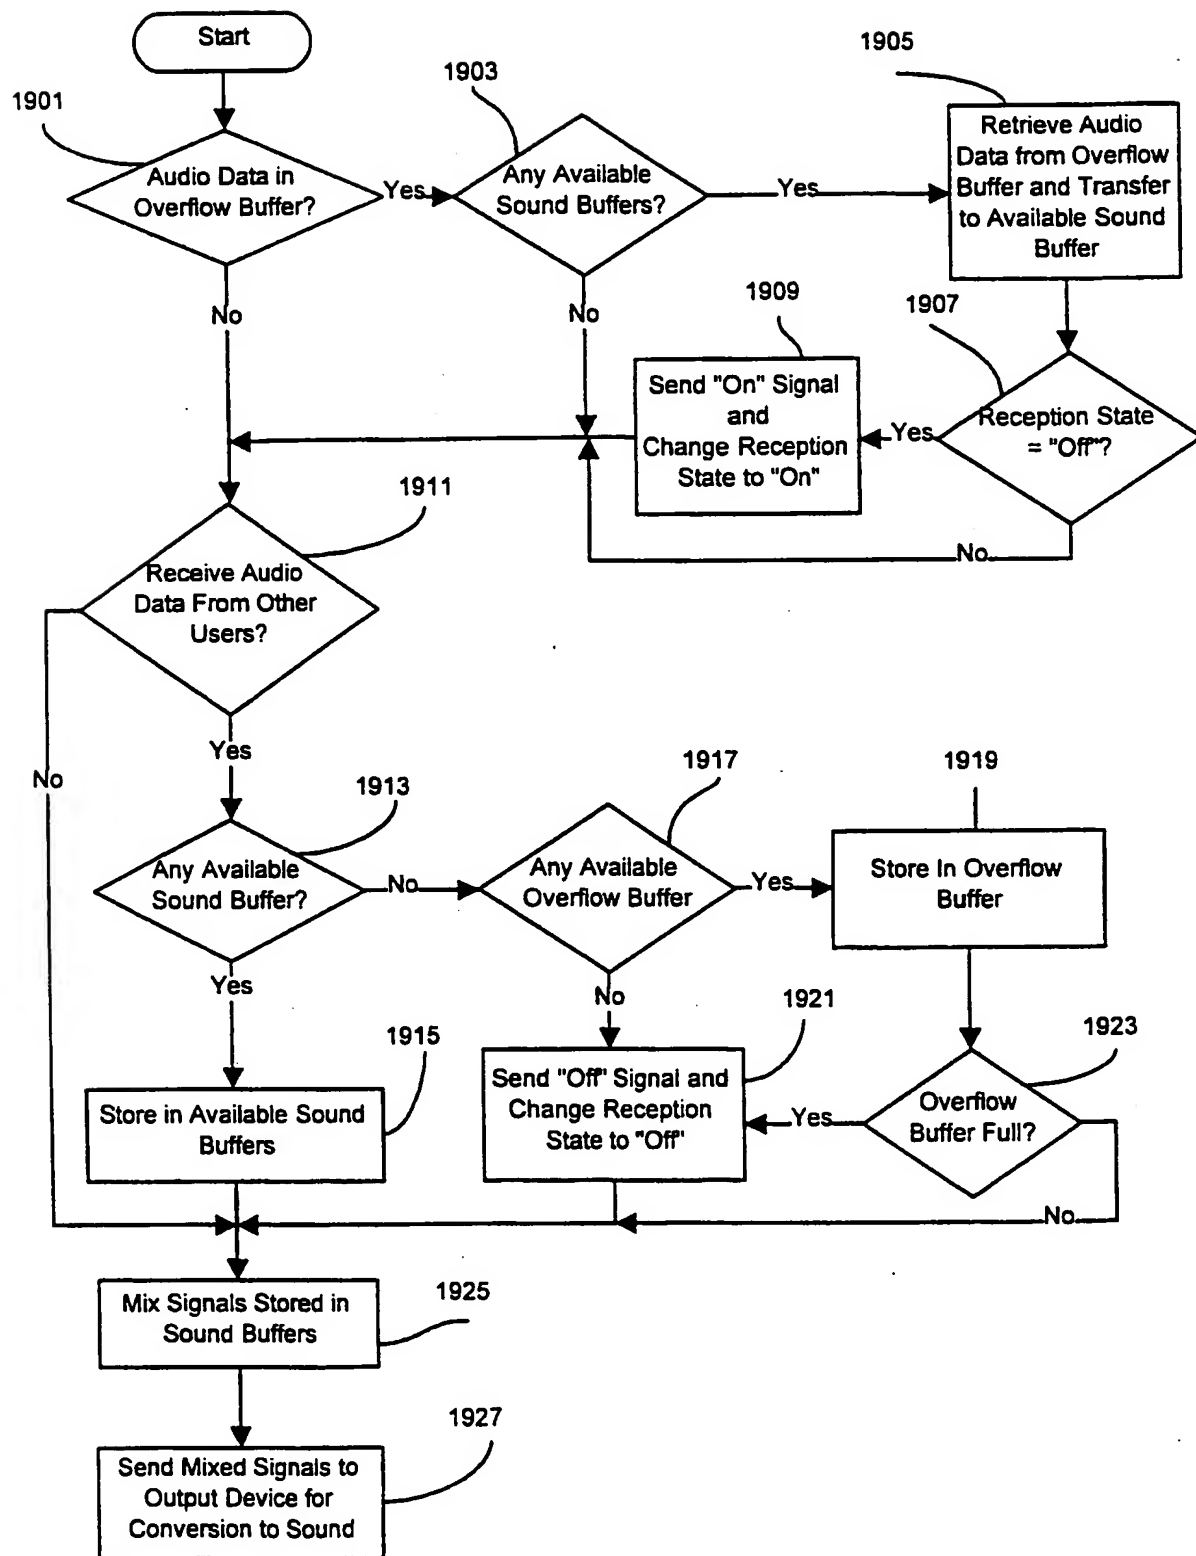 Start
1901
1903
1905
Audio Data in
Overflow Buffer?
Yes
Any Available
Sound Buffers?
Yes
Retrieve Audio
Data from Overflow
Buffer and Transfer
to Available Sound
Buffer
No
No
1909
1907
Send "On" Signal
and
Change Reception
State to "On"
Yes
Reception State
= "Off"?
No
1911
Receive Audio
Data From Other
Users?
No
Yes
1913
1917
1919
Any Available
Sound Buffer?
No
Any Available
Overflow Buffer
Yes
Store In Overflow
Buffer
Yes
No
1915
1921
1923
Store in Available Sound
Buffers
Send "Off" Signal and
Change Reception
State to "Off"
Yes
Overflow
Buffer Full?
No
1925
Mix Signals Stored in
Sound Buffers
1927
Send Mixed Signals to
Output Device for
Conversion to Sound